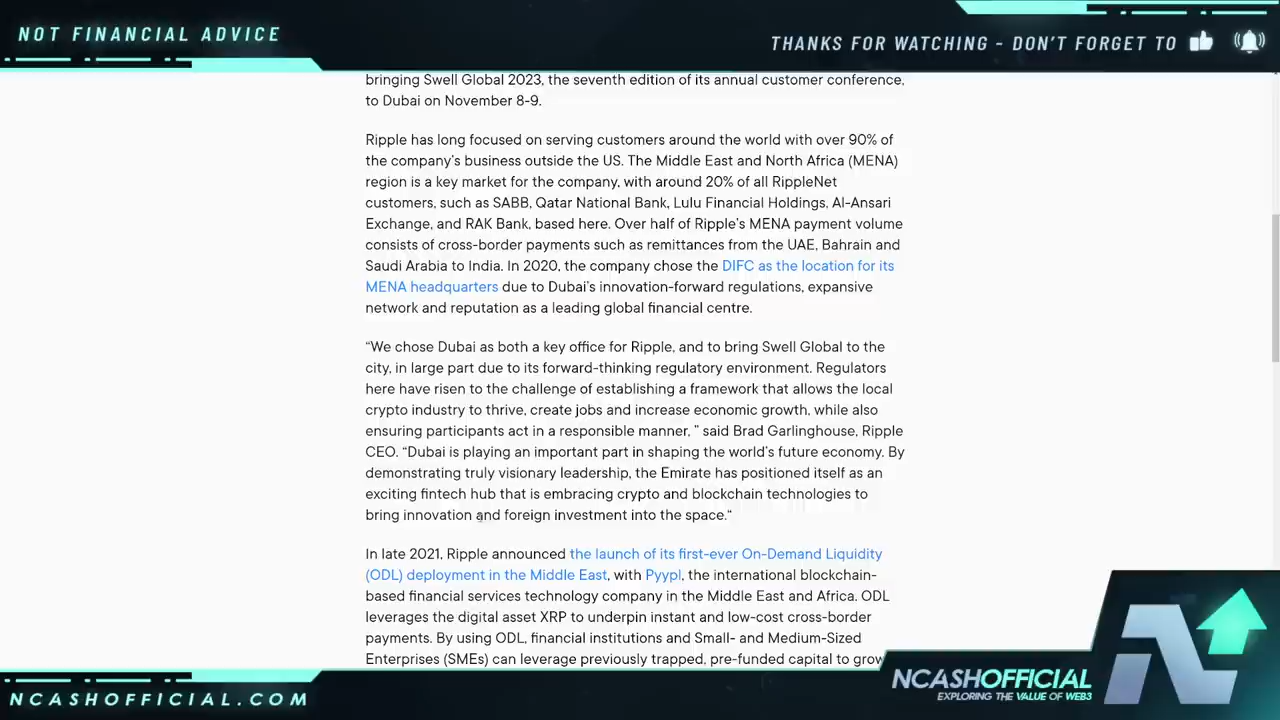 NOT FINANCIAL ADVICE
THANKS FOR WATCHING - DON'T FORGET TO
bringing Swell Global 2023, the seventh edition of its annual customer conference,
to Dubai on November 8-9.
Ripple has long focused on serving customers around the world with over 90% of
the company's business outside the US. The Middle East and North Africa (MENA)
region is a key market for the company, with around 20% of all RippleNet
customers, such as SABB, Qatar National Bank, Lulu Financial Holdings, Al-Ansari
Exchange, and RAK Bank, based here. Over half of Ripple's MENA payment volume
consists of cross-border payments such as remittances from the UAE, Bahrain and
Saudi Arabia to India. In 2020, the company chose the DIFC as the location for its
MENA headquarters due to Dubai's innovation-forward regulations, expansive
network and reputation as a leading global financial centre.
“We chose Dubai as both a key office for Ripple, and to bring Swell Global to the
city, in large part due to its forward-thinking regulatory environment. Regulators
here have risen to the challenge of establishing a framework that allows the local
crypto industry to thrive, create jobs and increase economic growth, while also
ensuring participants act in a responsible manner, ” said Brad Garlinghouse, Ripple
CEO. “Dubai is playing an important part in shaping the world's future economy. By
demonstrating truly visionary leadership, the Emirate has positioned itself as an
exciting fintech hub that is embracing crypto and blockchain technologies to
bring innovation and foreign investment into the space.“
In late 2021, Ripple announced the launch of its first-ever On-Demand Liquidity
(ODL) deployment in the Middle East, with Pyypl, the international blockchain-
based financial services technology company in the Middle East and Africa. ODL
leverages the digital asset XRP to underpin instant and low-cost cross-border
payments. By using ODL, financial institutions and Small- and Medium-Sized
Enterprises (SMEs) can leverage previously trapped, pre-funded capital to grow
NCASHOFFICIAL
EXPLORING THE VALUE OF WEB3
NCASHOFFICIAL.COM